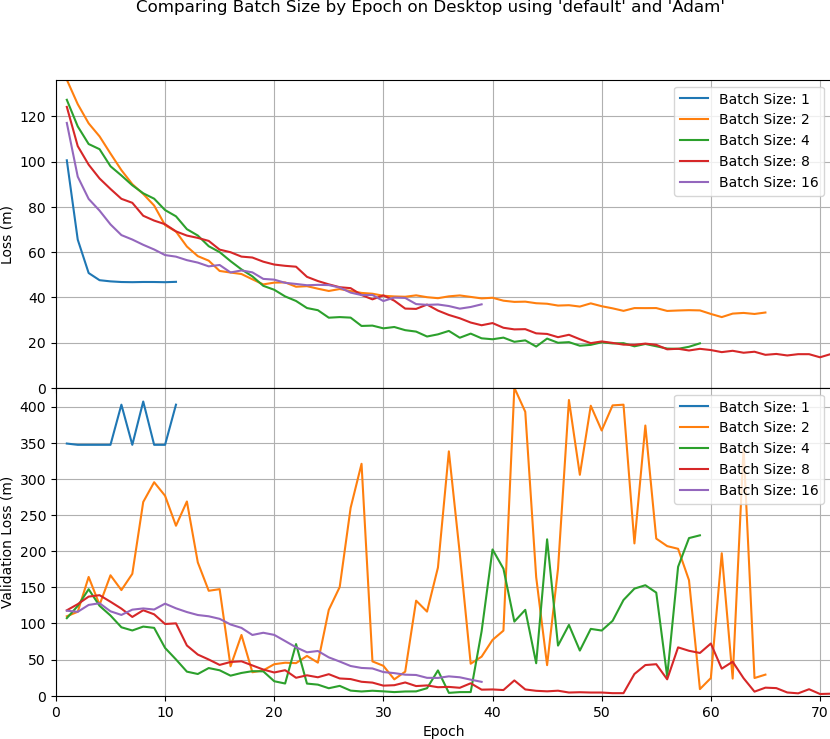 Comparing Batch Size by Epoch on Desktop using 'default' and 'Adam'
Loss (m)
120
100
80
60
40
20
0
Batch Size: 1
Batch Size: 2
Batch Size: 4
Batch Size: 8
Batch Size: 16
Validation Loss (m)
400
350
300
250
200
150
100
50
0
Batch Size: 1
Batch Size: 2
Batch Size: 4
Batch Size: 8
Batch Size: 16
0 10 20 30 40 50 60 70
Epoch